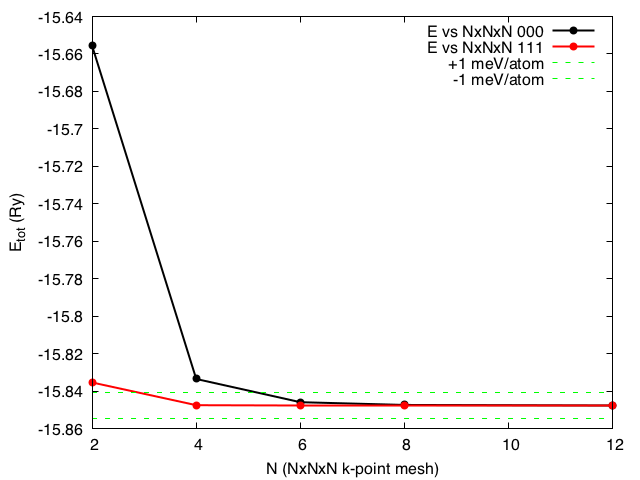 E vs NxNxN 000
E vs NxNxN 111
+1 meV/atom
-1 meV/atom
-15.64
-15.66
-15.68
-15.7
-15.72
-15.74
-15.76
-15.78
-15.8
-15.82
-15.84
-15.86
E_tot (Ry)
2 4 6 8 10 12
N (NxNxN k-point mesh)